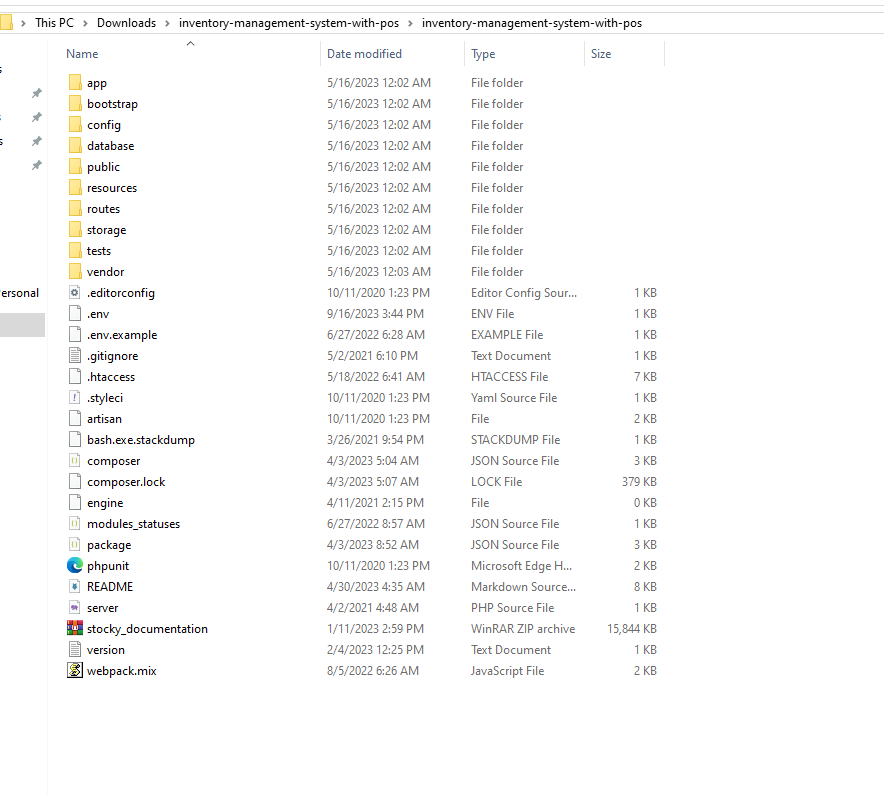 This PC > Downloads > inventory-management-system-with-pos > inventory-management-system-with-pos
Name Date modified Type Size
app 5/16/2023 12:02 AM File folder
bootstrap 5/16/2023 12:02 AM File folder
config 5/16/2023 12:02 AM File folder
database 5/16/2023 12:02 AM File folder
public 5/16/2023 12:02 AM File folder
resources 5/16/2023 12:02 AM File folder
routes 5/16/2023 12:02 AM File folder
storage 5/16/2023 12:02 AM File folder
tests 5/16/2023 12:02 AM File folder
vendor 5/16/2023 12:03 AM File folder
ersonal .editorconfig 10/11/2020 1:23 PM Editor Config Sour... 1 KB
.env 9/16/2023 3:44 PM ENV File 1 KB
.env.example 6/27/2022 6:28 AM EXAMPLE File 1 KB
.gitignore 5/2/2021 6:10 PM Text Document 1 KB
.htaccess 5/18/2022 6:41 AM HTACCESS File 7 KB
.styleci 10/11/2020 1:23 PM Yaml Source File 1 KB
artisan 10/11/2020 1:23 PM File 2 KB
bash.exe.stackdump 3/26/2021 9:54 PM STACKDUMP File 1 KB
composer 4/3/2023 5:04 AM JSON Source File 3 KB
composer.lock 4/3/2023 5:07 AM LOCK File 379 KB
engine 4/11/2021 2:15 PM File 0 KB
modules_statuses 6/27/2022 8:57 AM JSON Source File 1 KB
package 4/3/2023 8:52 AM JSON Source File 3 KB
phpunit 10/11/2020 1:23 PM Microsoft Edge H... 2 KB
README 4/30/2023 4:35 AM Markdown Source... 8 KB
server 4/2/2021 4:48 AM PHP Source File 1 KB
stocky_documentation 1/11/2023 2:59 PM WinRAR ZIP archive 15,844 KB
version 2/4/2023 12:25 PM Text Document 1 KB
webpack.mix 8/5/2022 6:26 AM JavaScript File 2 KB